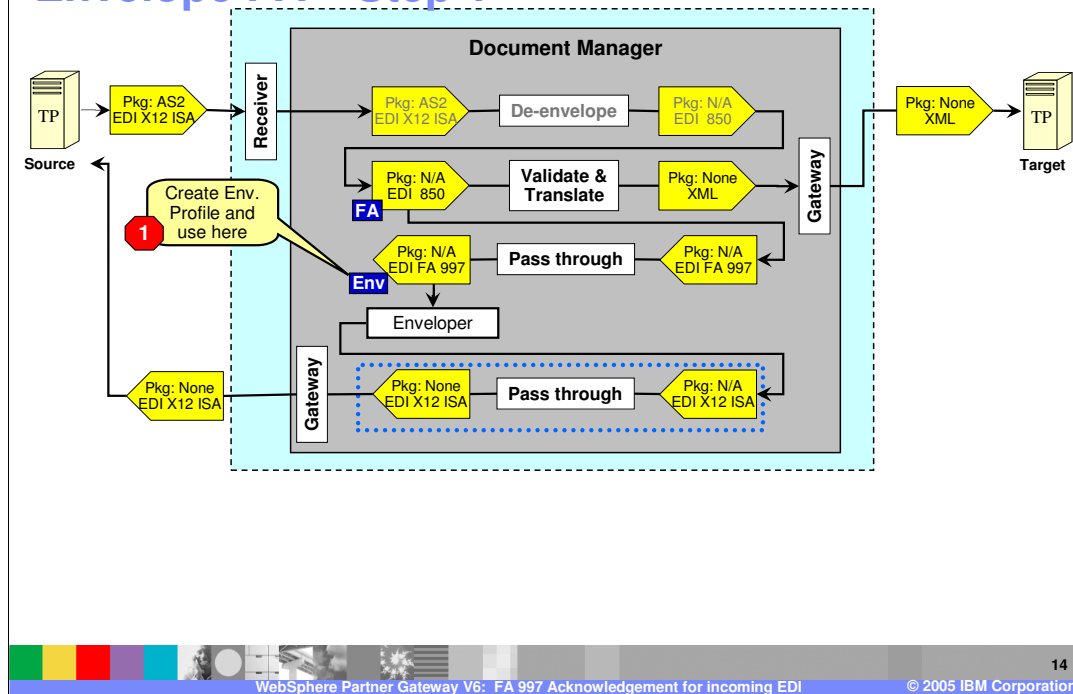 Document Manager
TP
Source
Pkg: AS2
EDI X12 ISA
Receiver
Pkg: AS2
EDI X12 ISA
De-envelope
Pkg: N/A
EDI 850
Pkg: None
XML
TP
Target
Pkg: N/A
EDI 850
FA
Validate &
Translate
Pkg: None
XML
Gateway
Create Env.
Profile and
use here
1
Pkg: N/A
EDI FA 997
Env
Pass through
Pkg: N/A
EDI FA 997
Enveloper
Pkg: None
EDI X12 ISA
Gateway
Pkg: None
EDI X12 ISA
Pass through
Pkg: N/A
EDI X12 ISA
14
WebSphere Partner Gateway V6: FA 997 Acknowledgement for incoming EDI
© 2005 IBM Corporation